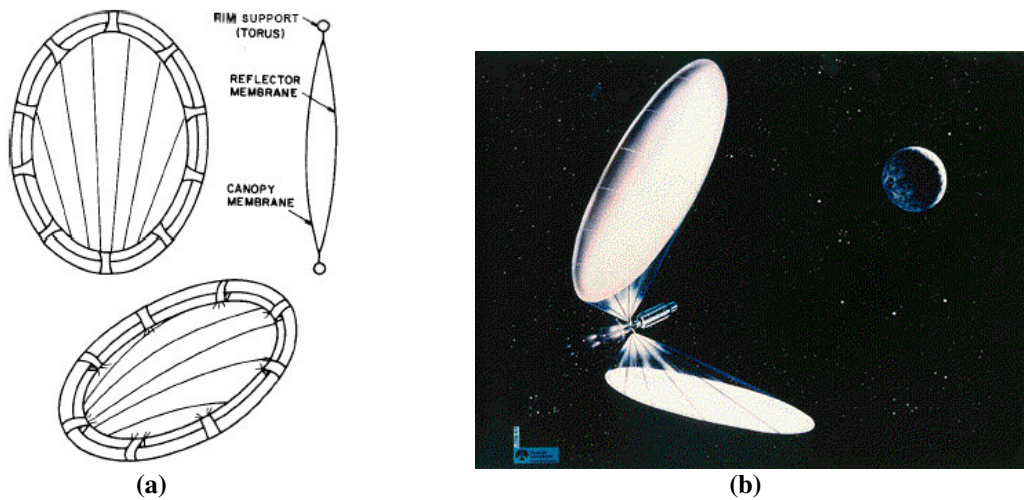 RIM SUPPORT
(TORUS)
REFLECTOR
MEMBRANE
CANOPY
MEMBRANE
(a)
(b)